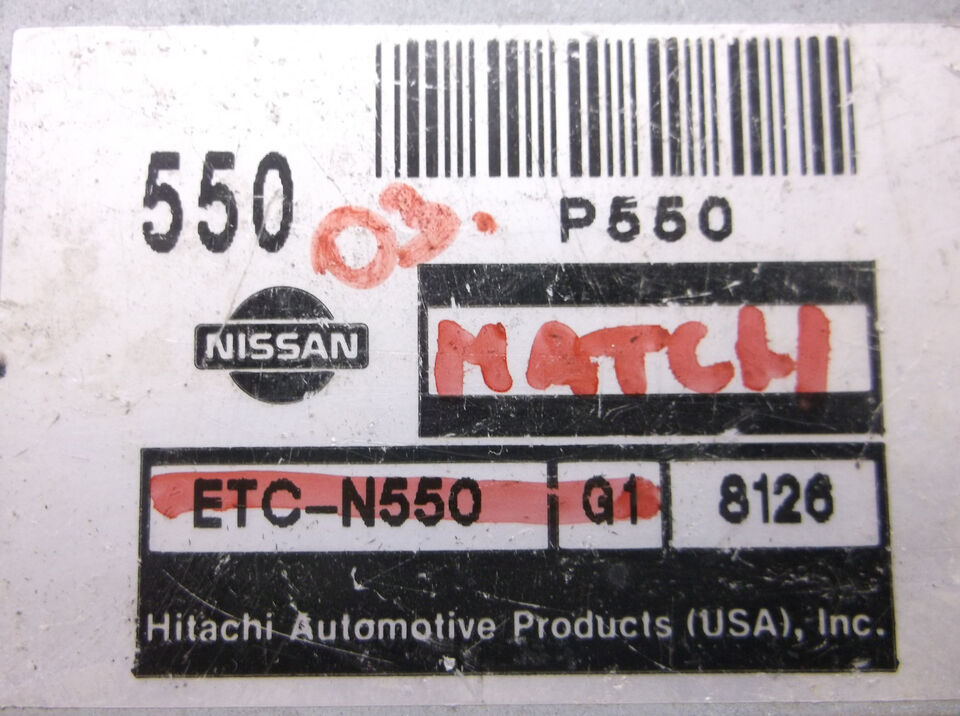 550
03.
P550
NISSAN
MATCH
ETC-N550 G1 8126
Hitachi Automotive Products (USA), Inc.